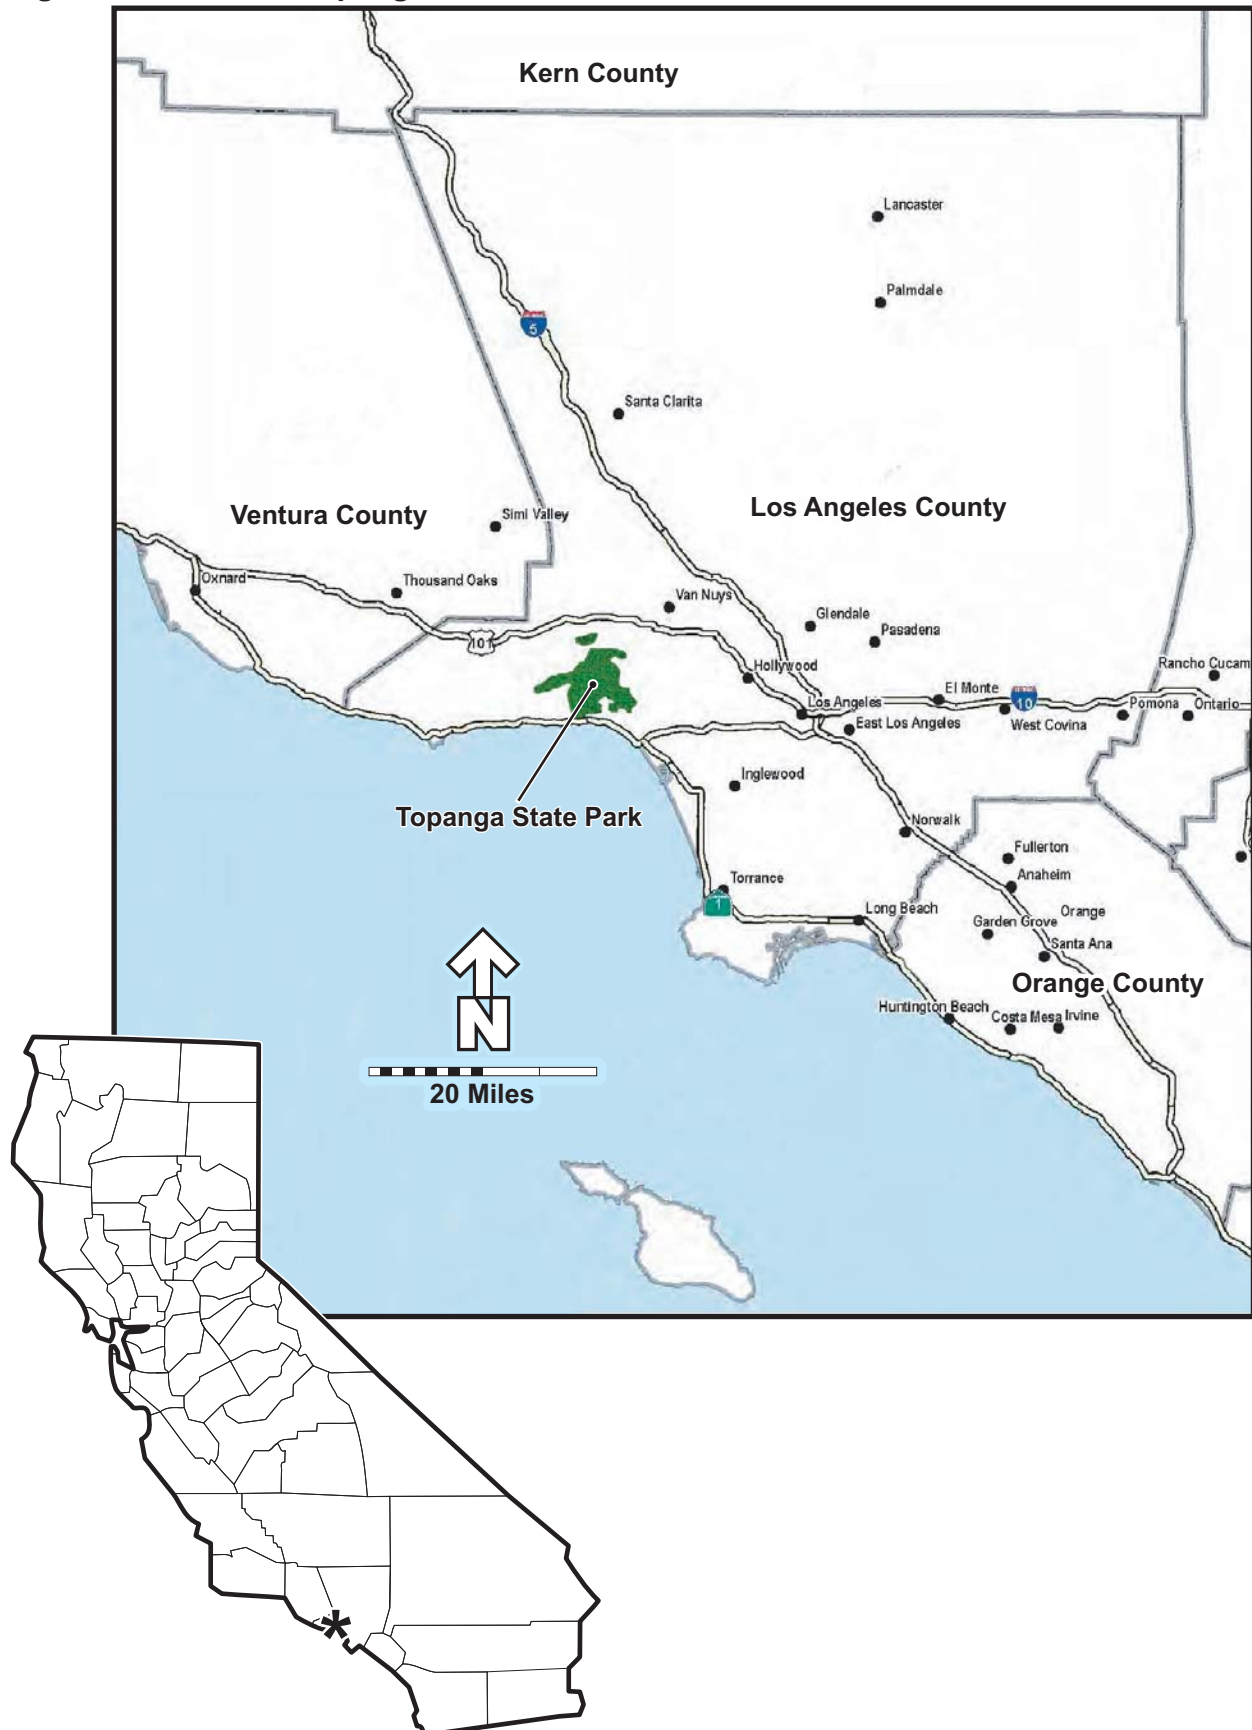 Kern County
Lancaster
Palmdale
5
Santa Clarita
Los Angeles County
Ventura County
Simi Valley
Oxnard
Thousand Oaks
Van Nuys
Glendale
Pasadena
101
Hollywood
Rancho Cucam
El Monte
10
Los Angeles
Pomona
Ontario
East Los Angeles
West Covina
Inglewood
Topanga State Park
Norwalk
Fullerton
Anaheim
Torrance
1
Long Beach
Orange
Garden Grove
Santa Ana
Orange County
Huntington Beach
Costa Mesa
Irvine
N
20 Miles
*